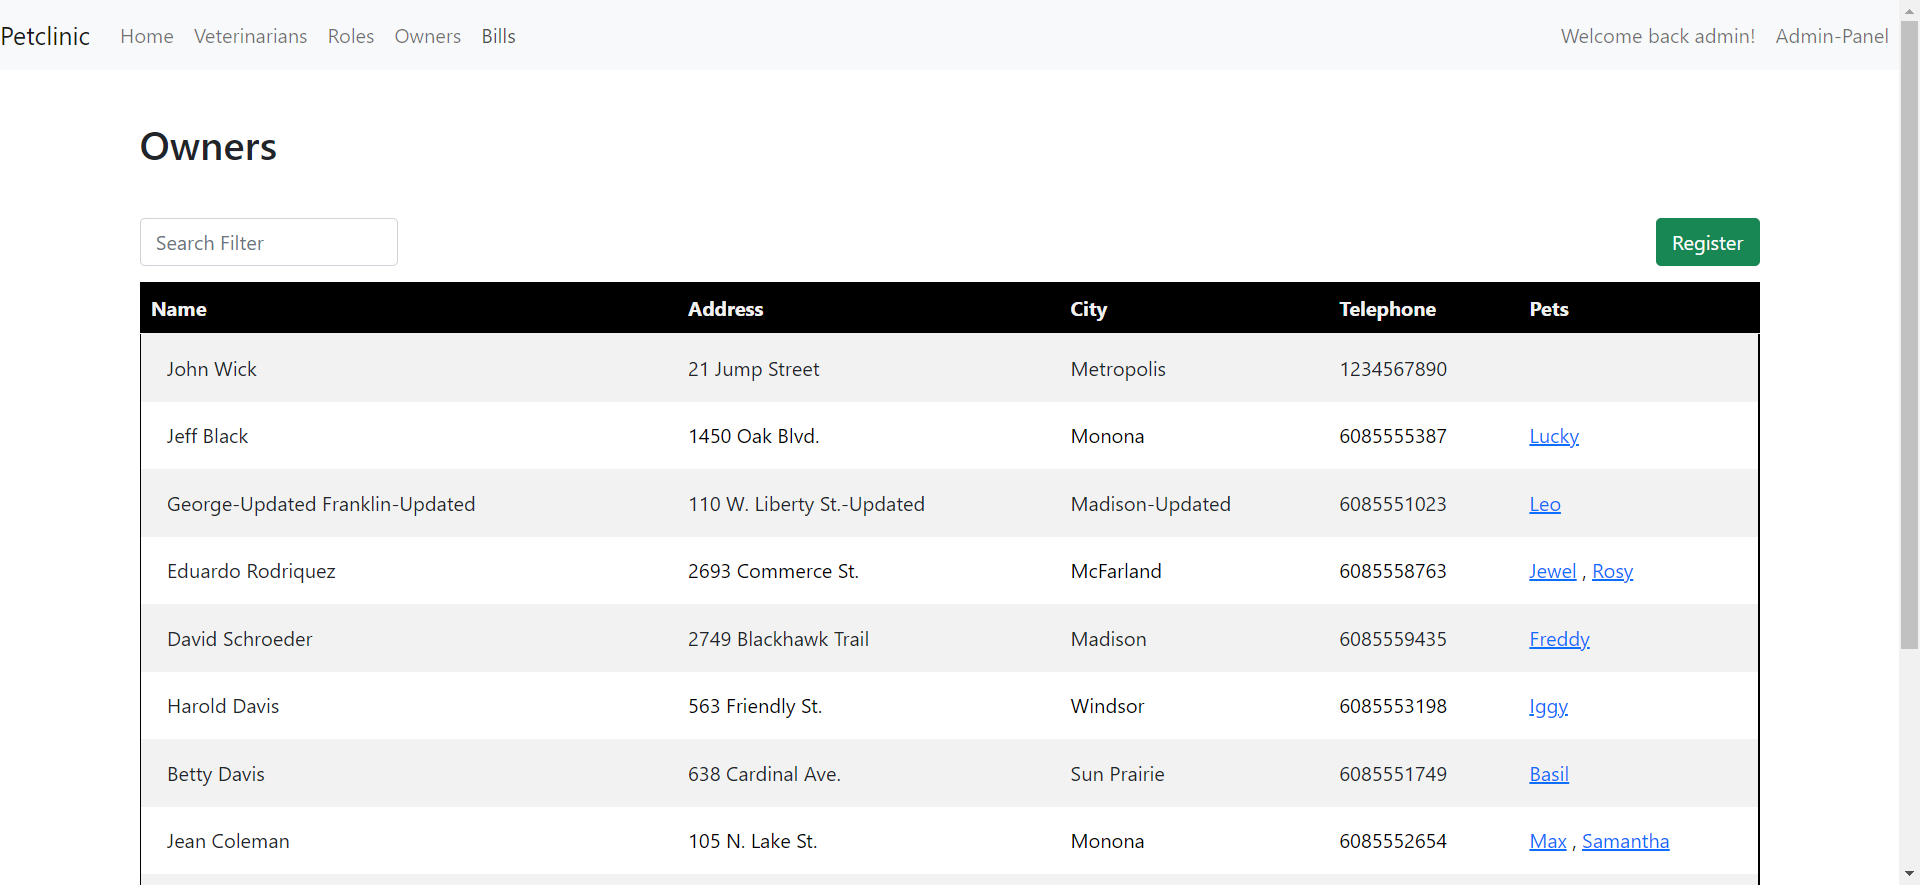 Petclinic Home Veterinarians Roles Owners Bills Welcome back admin! Admin-Panel
Owners
Search Filter Register
Name Address City Telephone Pets
John Wick 21 Jump Street Metropolis 1234567890
Jeff Black 1450 Oak Blvd. Monona 6085555387 Lucky
George-Updated Franklin-Updated 110 W. Liberty St.-Updated Madison-Updated 6085551023 Leo
Eduardo Rodriquez 2693 Commerce St. McFarland 6085558763 Jewel , Rosy
David Schroeder 2749 Blackhawk Trail Madison 6085559435 Freddy
Harold Davis 563 Friendly St. Windsor 6085553198 Iggy
Betty Davis 638 Cardinal Ave. Sun Prairie 6085551749 Basil
Jean Coleman 105 N. Lake St. Monona 6085552654 Max , Samantha